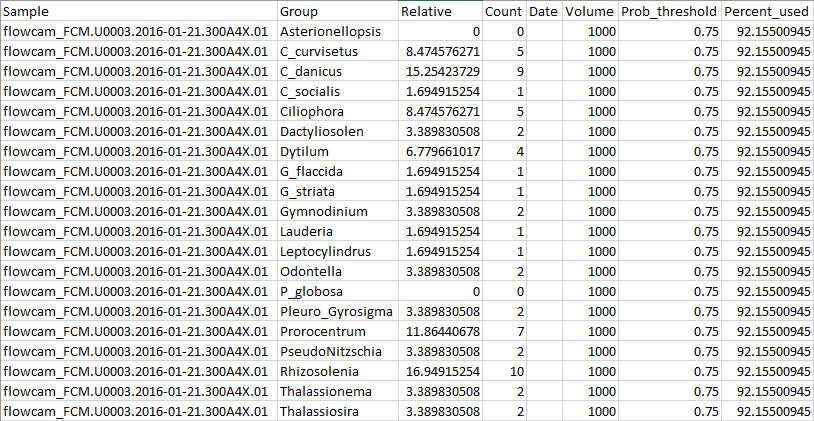 Sample Group Relative Count Date Volume Prob_threshold Percent_used
flowcam_FCM.U0003.2016-01-21.300A4X.01 Asterionellopsis 0 0 1000 0.75 92.15500945
flowcam_FCM.U0003.2016-01-21.300A4X.01 C_curvisetus 8.474576271 5 1000 0.75 92.15500945
flowcam_FCM.U0003.2016-01-21.300A4X.01 C_danicus 15.25423729 9 1000 0.75 92.15500945
flowcam_FCM.U0003.2016-01-21.300A4X.01 C_socialis 1.694915254 1 1000 0.75 92.15500945
flowcam_FCM.U0003.2016-01-21.300A4X.01 Ciliophora 8.474576271 5 1000 0.75 92.15500945
flowcam_FCM.U0003.2016-01-21.300A4X.01 Dactyliosolen 3.389830508 2 1000 0.75 92.15500945
flowcam_FCM.U0003.2016-01-21.300A4X.01 Dytilum 6.779661017 4 1000 0.75 92.15500945
flowcam_FCM.U0003.2016-01-21.300A4X.01 G_flaccida 1.694915254 1 1000 0.75 92.15500945
flowcam_FCM.U0003.2016-01-21.300A4X.01 G_striata 1.694915254 1 1000 0.75 92.15500945
flowcam_FCM.U0003.2016-01-21.300A4X.01 Gymnodinium 3.389830508 2 1000 0.75 92.15500945
flowcam_FCM.U0003.2016-01-21.300A4X.01 Lauderia 1.694915254 1 1000 0.75 92.15500945
flowcam_FCM.U0003.2016-01-21.300A4X.01 Leptocylindrus 1.694915254 1 1000 0.75 92.15500945
flowcam_FCM.U0003.2016-01-21.300A4X.01 Odontella 3.389830508 2 1000 0.75 92.15500945
flowcam_FCM.U0003.2016-01-21.300A4X.01 P_globosa 0 0 1000 0.75 92.15500945
flowcam_FCM.U0003.2016-01-21.300A4X.01 Pleuro_Gyrosigma 3.389830508 2 1000 0.75 92.15500945
flowcam_FCM.U0003.2016-01-21.300A4X.01 Prorocentrum 11.86440678 7 1000 0.75 92.15500945
flowcam_FCM.U0003.2016-01-21.300A4X.01 PseudoNitzschia 3.389830508 2 1000 0.75 92.15500945
flowcam_FCM.U0003.2016-01-21.300A4X.01 Rhizosolenia 16.94915254 10 1000 0.75 92.15500945
flowcam_FCM.U0003.2016-01-21.300A4X.01 Thalassionema 3.389830508 2 1000 0.75 92.15500945
flowcam_FCM.U0003.2016-01-21.300A4X.01 Thalassiosira 3.389830508 2 1000 0.75 92.15500945